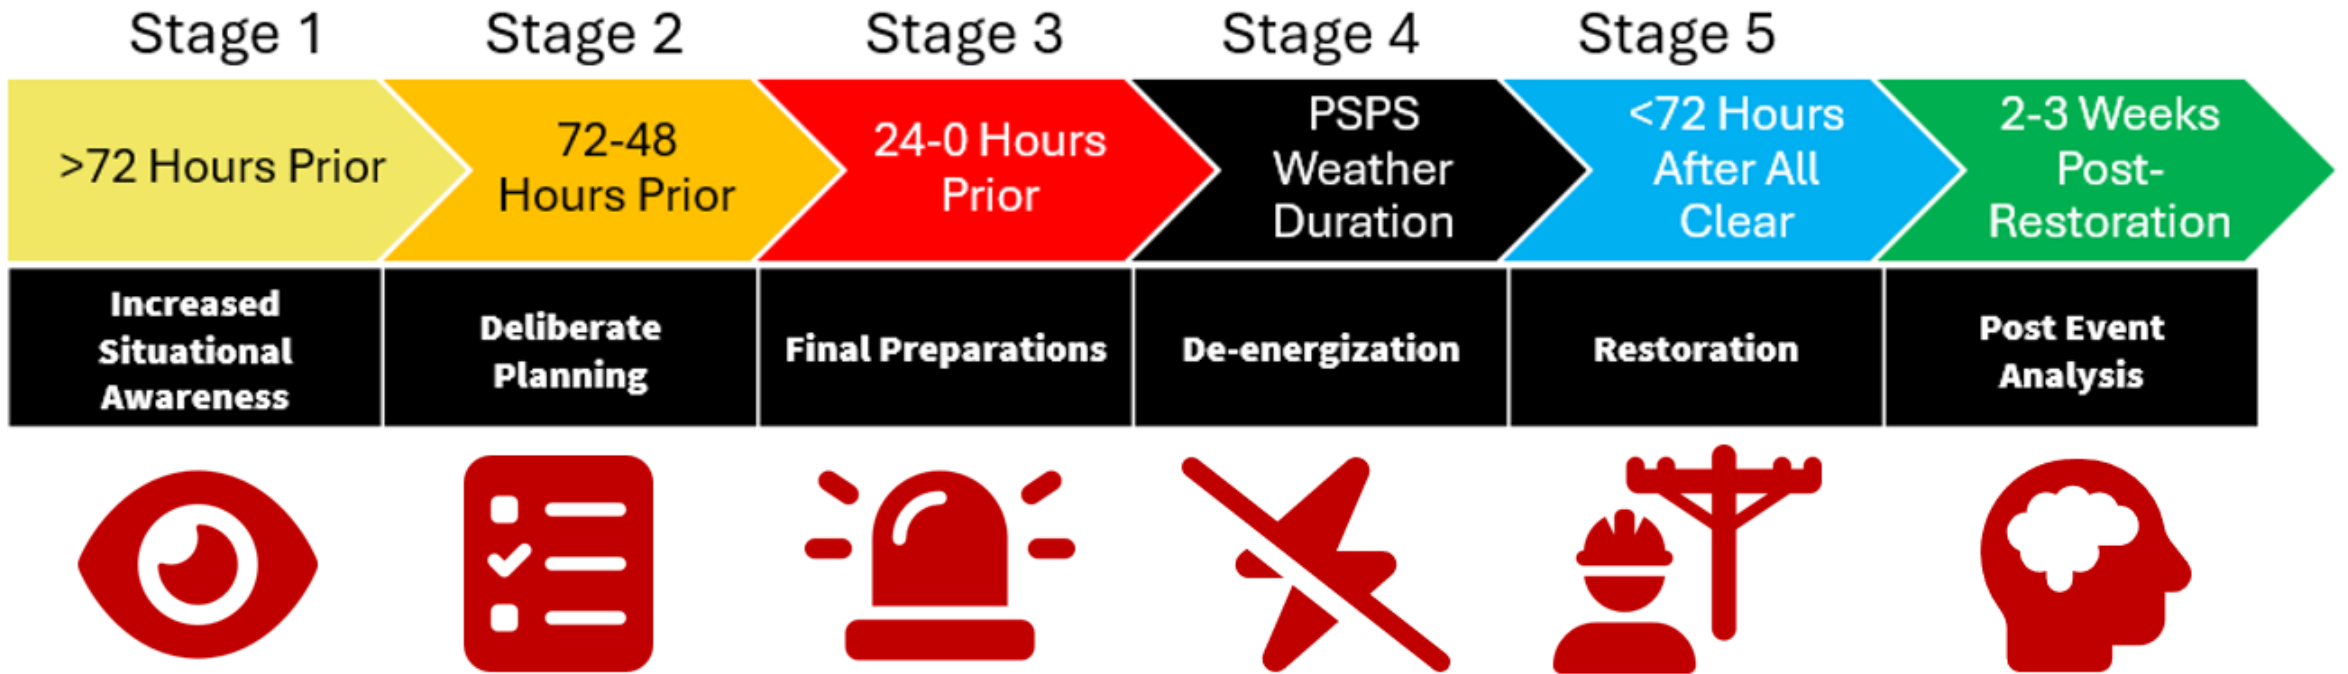 Stage 1
Stage 2
Stage 3
Stage 4
Stage 5
>72 Hours Prior
72-48
Hours Prior
24-0 Hours
Prior
PSPS
Weather
Duration
<72 Hours
After All
Clear
2-3 Weeks
Post-
Restoration
Increased
Situational
Awareness
Deliberate
Planning
Final Preparations
De-energization
Restoration
Post Event
Analysis